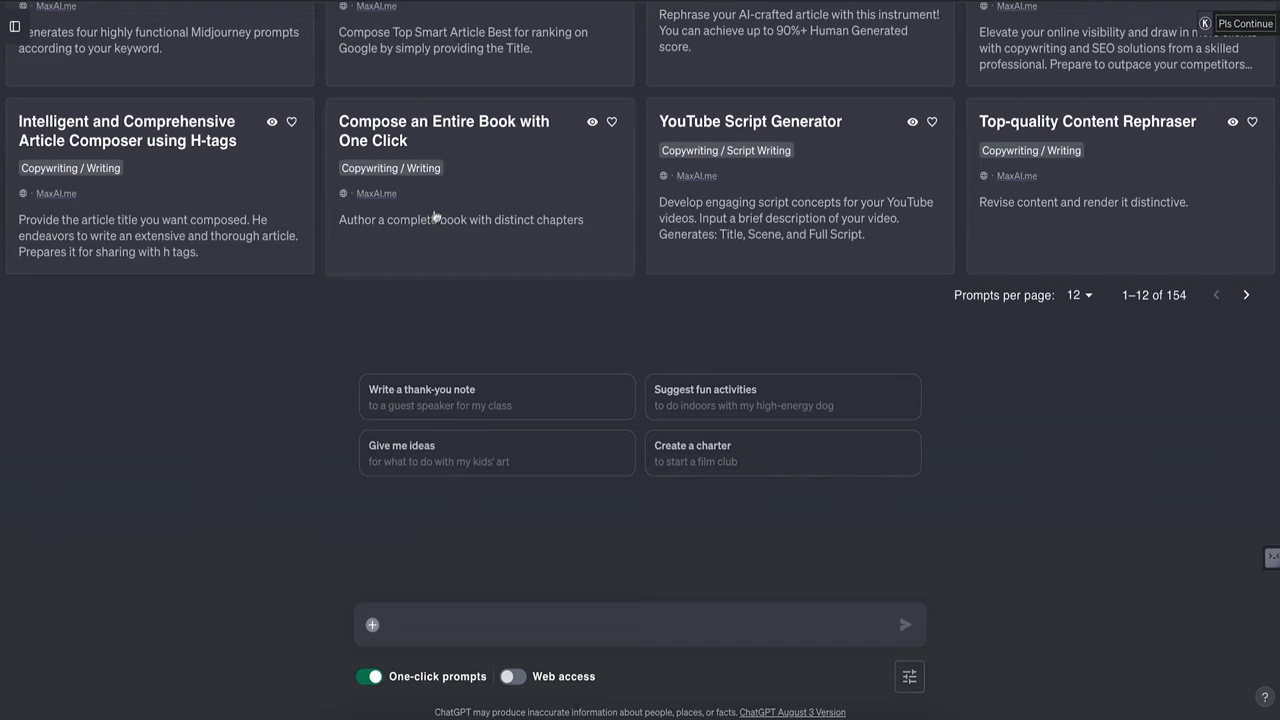 MaxAI.me
MaxAI.me
MaxAI.me
K
Pls Continue
enerates four highly functional Midjourney prompts
according to your keyword.
Compose Top Smart Article Best for ranking on
Google by simply providing the Title.
Rephrase your AI-crafted article with this instrument!
You can achieve up to 90%+ Human Generated
score.
Elevate your online visibility and draw in
with copywriting and SEO solutions from a skilled
professional. Prepare to outpace your competitors...
Intelligent and Comprehensive
Article Composer using H-tags
Copywriting / Writing
· MaxAI.me
Provide the article title you want composed. He
endeavors to write an extensive and thorough article.
Prepares it for sharing with h tags.
Compose an Entire Book with
One Click
Copywriting / Writing
· MaxAI.me
Author a complete book with distinct chapters
YouTube Script Generator
Copywriting / Script Writing
· MaxAI.me
Develop engaging script concepts for your YouTube
videos. Input a brief description of your video.
Generates: Title, Scene, and Full Script.
Top-quality Content Rephraser
Copywriting / Writing
· MaxAI.me
Revise content and render it distinctive.
Prompts per page: 12 1–12 of 154
Write a thank-you note
to a guest speaker for my class
Suggest fun activities
to do indoors with my high-energy dog
Give me ideas
for what to do with my kids' art
Create a charter
to start a film club
One-click prompts
Web access
ChatGPT may produce inaccurate information about people, places, or facts. ChatGPT August 3 Version
?